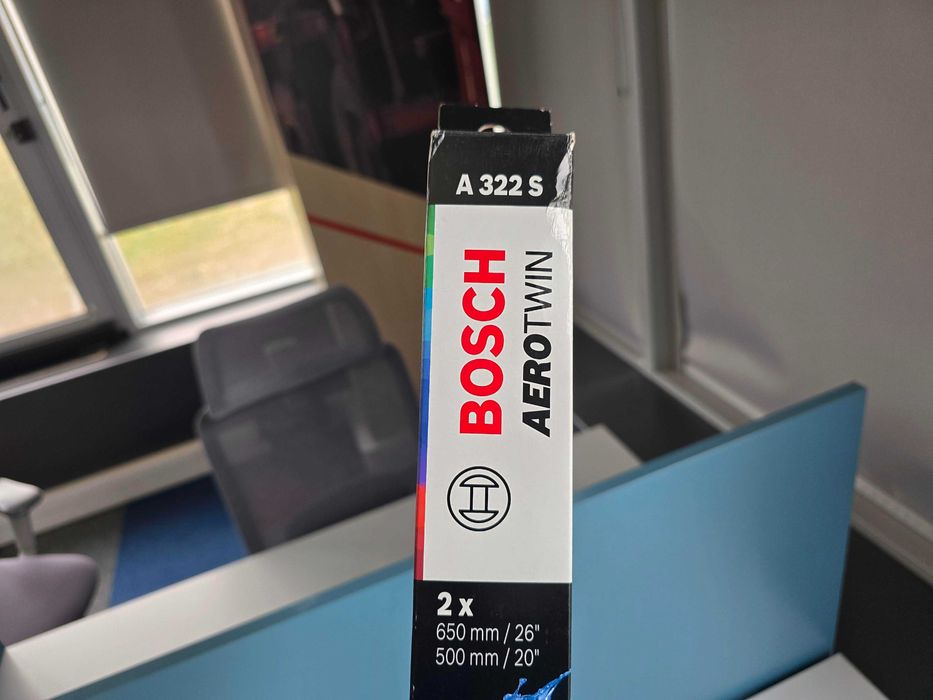 A 322 S
BOSCH
AEROTWIN
2 x
650 mm / 26"
500 mm / 20"